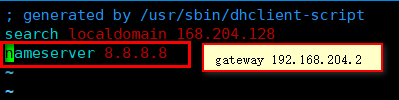 ; generated by /usr/sbin/dhclient-script
search localdomain 168.204.128
nameserver 8.8.8.8
gateway 192.168.204.2
~
~